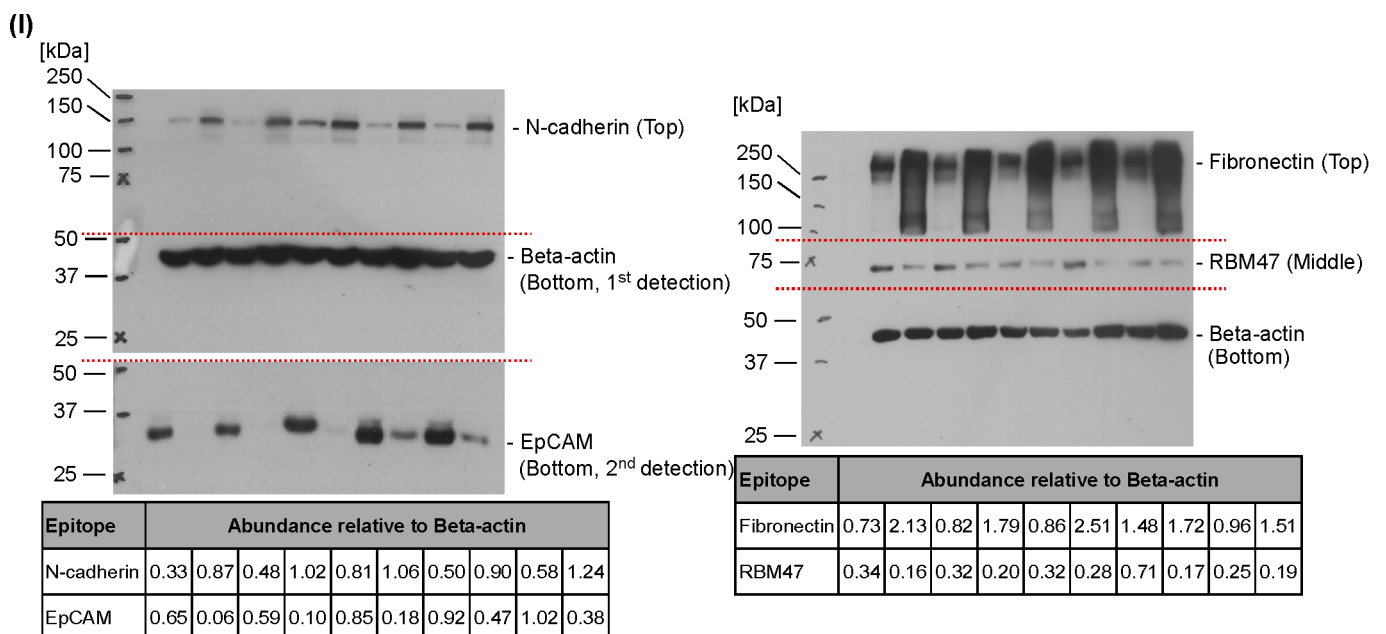 (I)
[kDa]
250
150
100
75
50
37
25
50
37
25
- N-cadherin (Top)
- Beta-actin
(Bottom, 1st detection)
- EpCAM
(Bottom, 2nd detection)
Epitope Abundance relative to Beta-actin
N-cadherin 0.33 0.87 0.48 1.02 0.81 1.06 0.50 0.90 0.58 1.24
EpCAM 0.65 0.06 0.59 0.10 0.85 0.18 0.92 0.47 1.02 0.38
[kDa]
250
150
100
75
50
37
25
- Fibronectin (Top)
- RBM47 (Middle)
- Beta-actin
(Bottom)
Epitope Abundance relative to Beta-actin
Fibronectin 0.73 2.13 0.82 1.79 0.86 2.51 1.48 1.72 0.96 1.51
RBM47 0.34 0.16 0.32 0.20 0.32 0.28 0.71 0.17 0.25 0.19